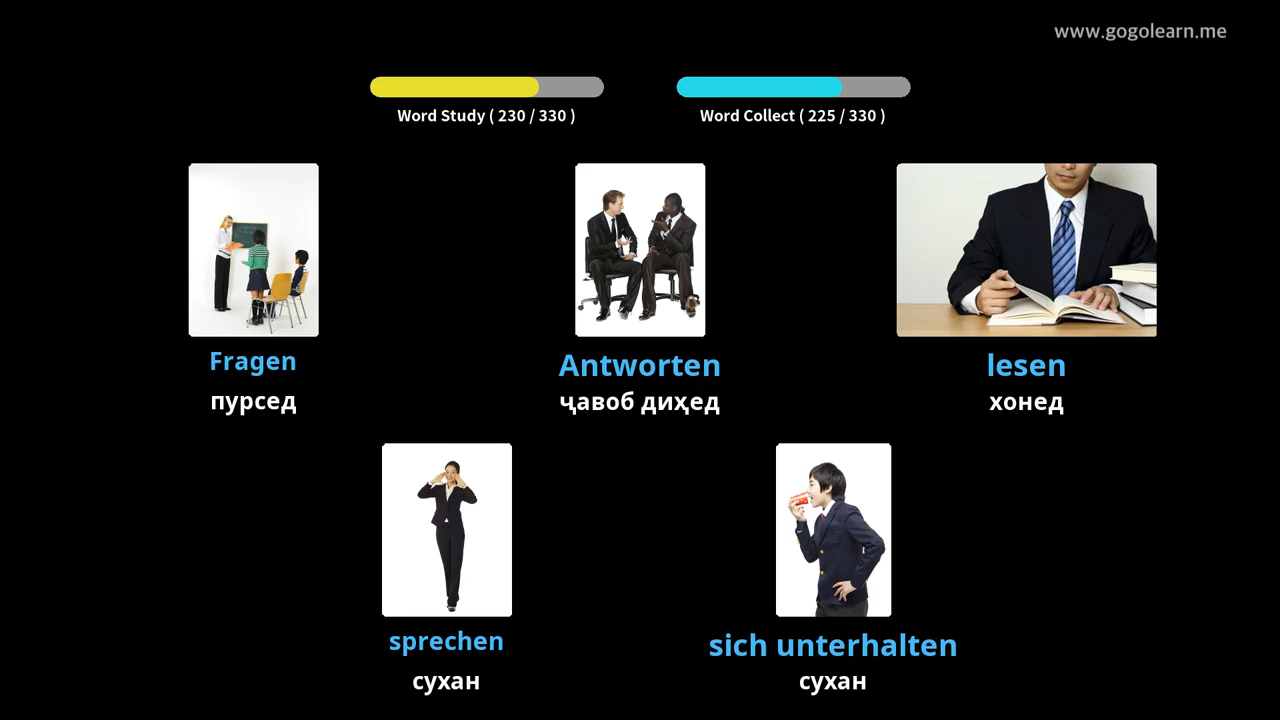 www.gogolearn.me
Word Study ( 230 / 330 )
Word Collect ( 225 / 330 )
Fragen
пурсед
Antworten
ҷавоб диҳед
lesen
хонед
sprechen
сухан
sich unterhalten
сухан